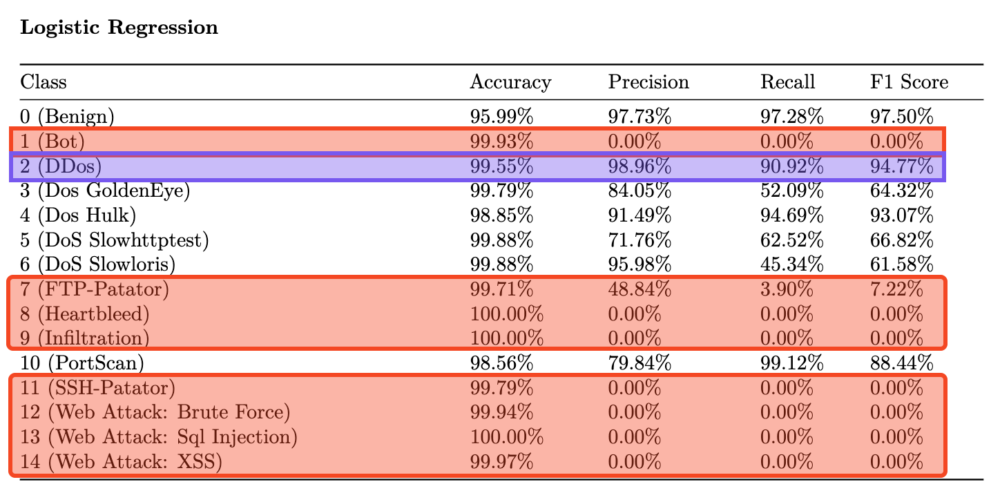 Logistic Regression
Class Accuracy Precision Recall F1 Score
0 (Benign) 95.99% 97.73% 97.28% 97.50%
1 (Bot) 99.93% 0.00% 0.00% 0.00%
2 (DDos) 99.55% 98.96% 90.92% 94.77%
3 (Dos GoldenEye) 99.79% 84.05% 52.09% 64.32%
4 (Dos Hulk) 98.85% 91.49% 94.69% 93.07%
5 (DoS Slowhttptest) 99.88% 71.76% 62.52% 66.82%
6 (DoS Slowloris) 99.88% 95.98% 45.34% 61.58%
7 (FTP-Patator) 99.71% 48.84% 3.90% 7.22%
8 (Heartbleed) 100.00% 0.00% 0.00% 0.00%
9 (Infiltration) 100.00% 0.00% 0.00% 0.00%
10 (PortScan) 98.56% 79.84% 99.12% 88.44%
11 (SSH-Patator) 99.79% 0.00% 0.00% 0.00%
12 (Web Attack: Brute Force) 99.94% 0.00% 0.00% 0.00%
13 (Web Attack: Sql Injection) 100.00% 0.00% 0.00% 0.00%
14 (Web Attack: XSS) 99.97% 0.00% 0.00% 0.00%